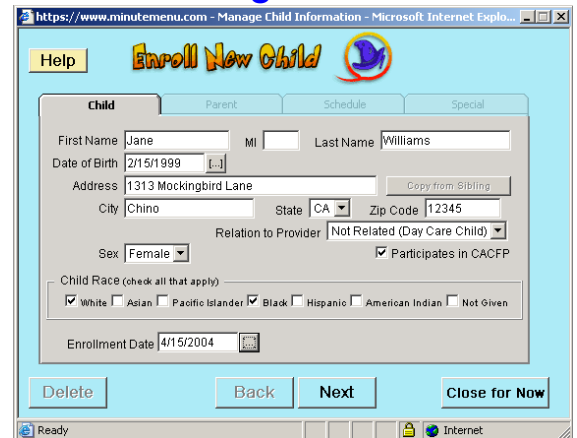 https://www.minutemenu.com - Manage Child Information - Microsoft Internet Explo...
Help Enroll New Child
Child Parent Schedule Special
First Name Jane MI Last Name Williams
Date of Birth 2/15/1999 [...]
Address 1313 Mockingbird Lane Copy from Sibling
City Chino State CA Zip Code 12345
Relation to Provider Not Related (Day Care Child)
Sex Female Participates in CACFP
Child Race (check all that apply)
White Asian Pacific Islander Black Hispanic American Indian Not Given
Enrollment Date 4/15/2004 ...
Delete Back Next Close for Now
Ready Internet